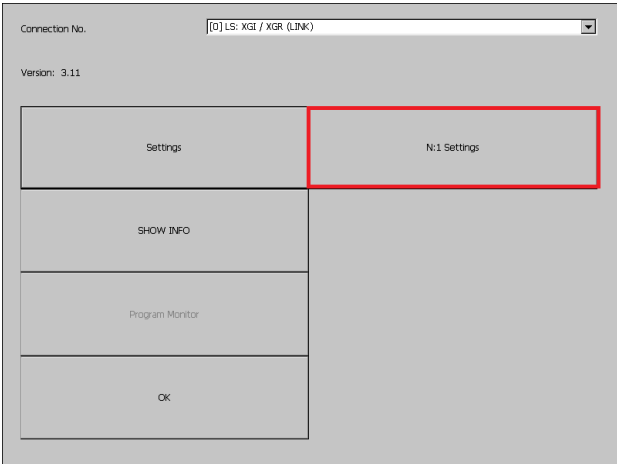 Connection No. [0] LS: XGI / XGR (LINK)
Version: 3.11
Settings N:1 Settings
SHOW INFO
Program Monitor
OK